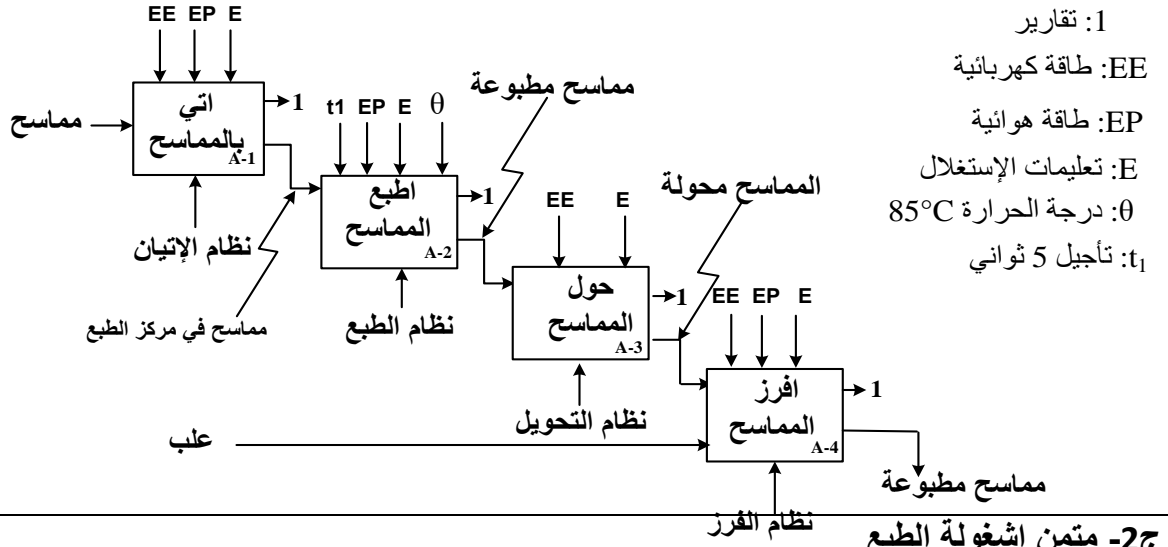 1: تقارير
EE: طاقة كهربائية
EP: طاقة هوائية
E: تعليمات الإستغلال
θ: درجة الحرارة 85°C
t1: تأجيل 5 ثواني
EE EP E
مماسح
اتي
بالمماسح
A-1
1
نظام الإتيان
مماسح في مركز الطبع
t1 EP E θ
اطبع
المماسح
A-2
1
نظام الطبع
مماسح مطبوعة
EE E
حول
المماسح
A-3
1
نظام التحويل
المماسح محولة
EE EP E
افرز
المماسح
A-4
1
علب
نظام الفرز
مماسح مطبوعة
ج2- متمن اشغولة الطبع